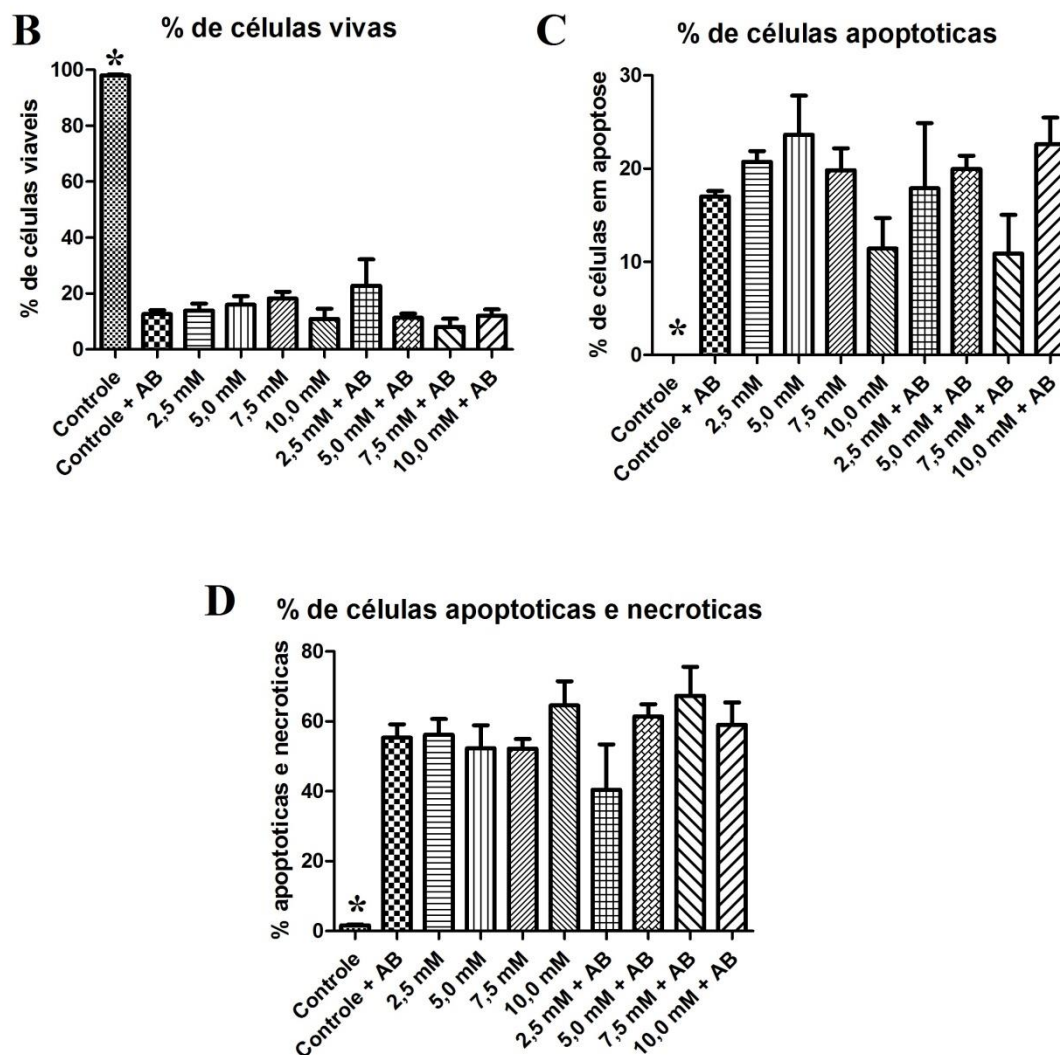 B
% de células vivas
% de células viaveis
100
80
60
40
20
0
*
Controle
Controle + AB
2,5 mM
5,0 mM
7,5 mM
10,0 mM
2,5 mM + AB
5,0 mM + AB
7,5 mM + AB
10,0 mM + AB
C
% de células apoptoticas
% de células em apoptose
30
20
10
0
*
Controle
Controle + AB
2,5 mM
5,0 mM
7,5 mM
10,0 mM
2,5 mM + AB
5,0 mM + AB
7,5 mM + AB
10,0 mM + AB
D
% de células apoptoticas e necroticas
% apoptoticas e necroticas
80
60
40
20
0
*
Controle
Controle + AB
2,5 mM
5,0 mM
7,5 mM
10,0 mM
2,5 mM + AB
5,0 mM + AB
7,5 mM + AB
10,0 mM + AB